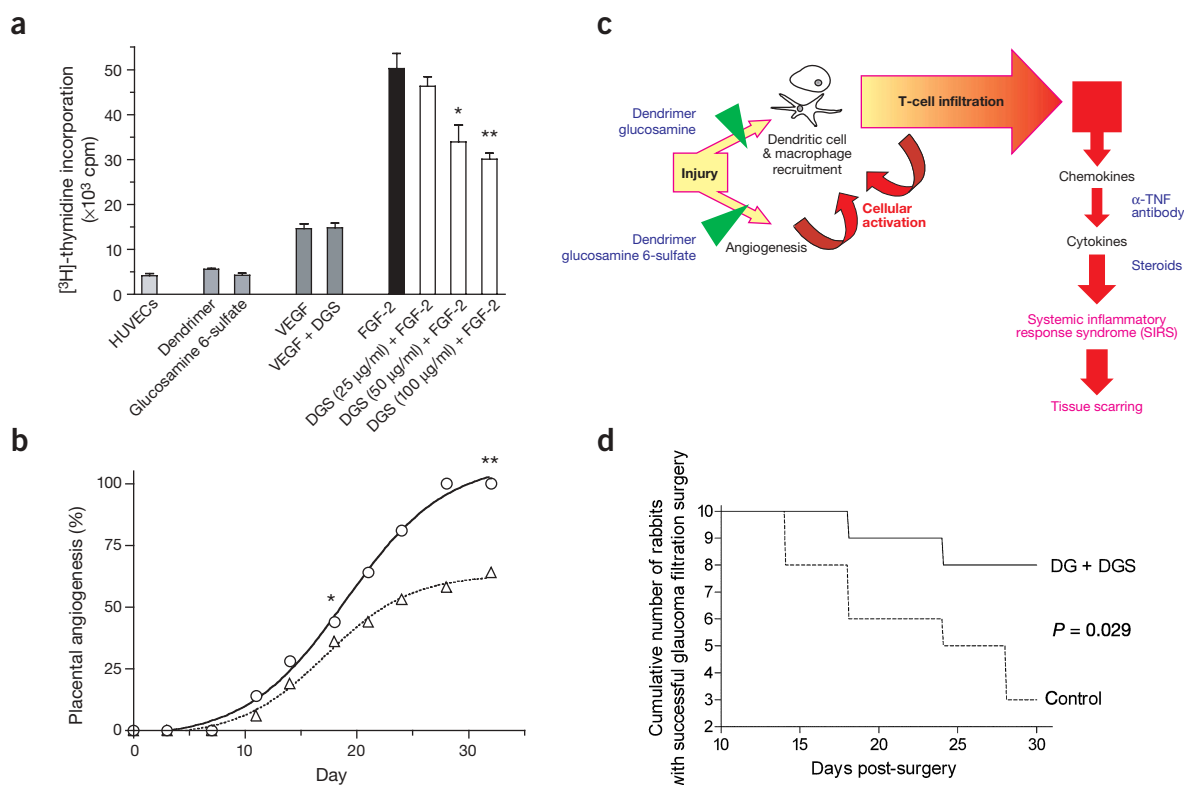 a
[³H]-thymidine incorporation
(×10³ cpm)
50
40
30
20
10
0
*
**
HUVECs
Dendrimer
Glucosamine 6-sulfate
VEGF
VEGF + DGS
FGF-2
DGS (25 µg/ml) + FGF-2
DGS (50 µg/ml) + FGF-2
DGS (100 µg/ml) + FGF-2
c
Dendrimer
glucosamine
Injury
Dendrimer
glucosamine 6-sulfate
Dendritic cell
& macrophage
recruitment
Angiogenesis
Cellular
activation
T-cell infiltration
Chemokines
α-TNF
antibody
Cytokines
Steroids
Systemic inflammatory
response syndrome (SIRS)
Tissue scarring
b
Placental angiogenesis (%)
100
75
50
25
0
*
**
0
10
20
30
Day
d
Cumulative number of rabbits
with successful glaucoma filtration surgery
10
9
8
7
6
5
4
3
2
DG + DGS
P = 0.029
Control
10
15
20
25
30
Days post-surgery